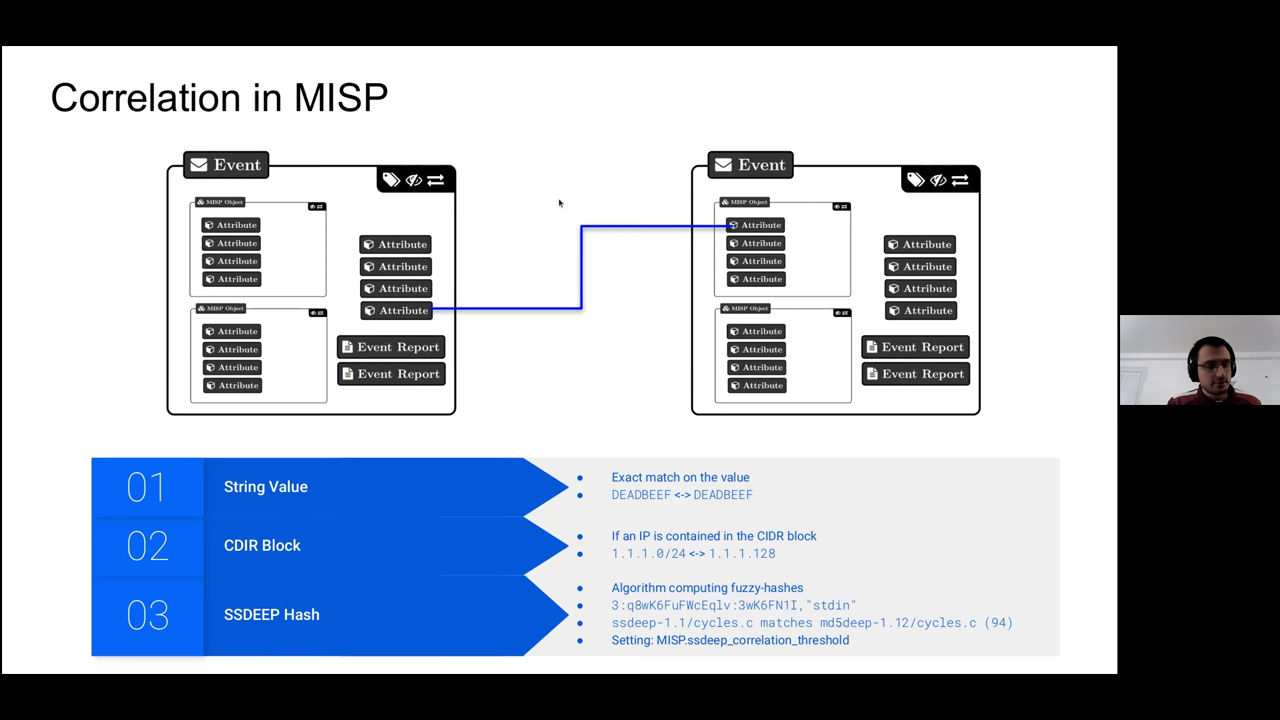 Correlation in MISP
Event
MISP Object
Attribute
Attribute
Attribute
Attribute
MISP Object
Attribute
Attribute
Attribute
Attribute
Attribute
Attribute
Attribute
Attribute
Event Report
Event Report
Event
MISP Object
Attribute
Attribute
Attribute
Attribute
MISP Object
Attribute
Attribute
Attribute
Attribute
Attribute
Attribute
Attribute
Attribute
Event Report
Event Report
01
String Value
Exact match on the value
DEADBEEF <-> DEADBEEF
02
CDIR Block
If an IP is contained in the CIDR block
1.1.1.0/24 <-> 1.1.1.128
03
SSDEEP Hash
Algorithm computing fuzzy-hashes
3:q8wK6FuFWcEqlv:3wK6FN1I,"stdin"
ssdeep-1.1/cycles.c matches md5deep-1.12/cycles.c (94)
Setting: MISP.ssdeep_correlation_threshold